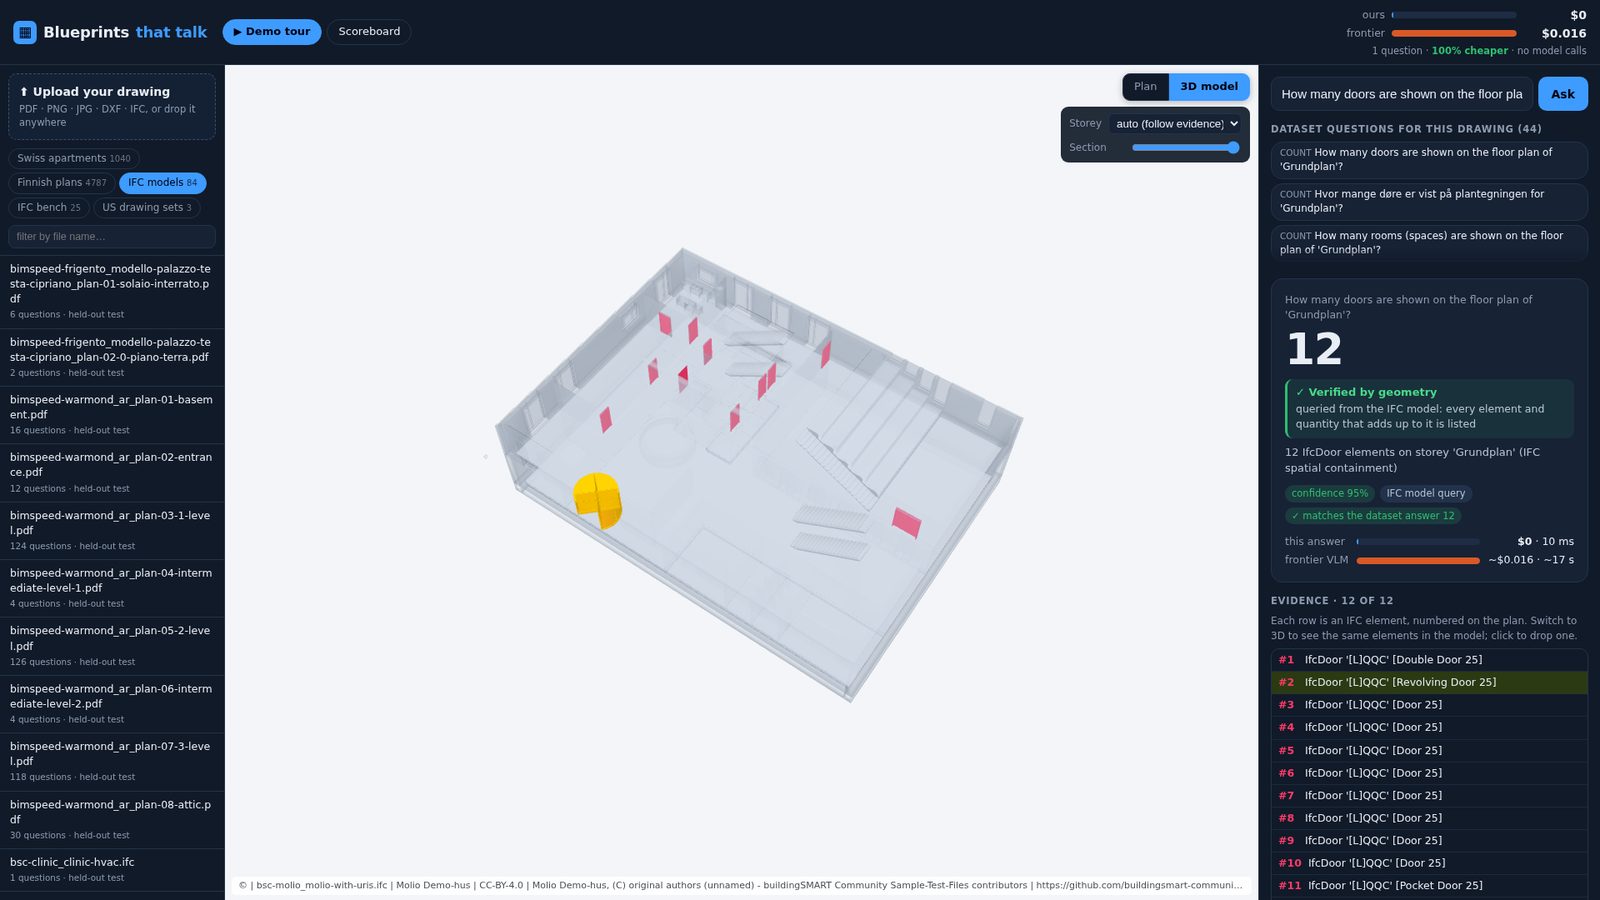 Blueprints that talk
▶ Demo tour
Scoreboard
ours $0
frontier $0.016
1 question · 100% cheaper · no model calls
⬆ Upload your drawing
PDF · PNG · JPG · DXF · IFC, or drop it
anywhere
Swiss apartments 1040
Finnish plans 4787
IFC models 84
IFC bench 25
US drawing sets 3
filter by file name…
bimspeed-frigento_modello-palazzo-te
sta-cipriano_plan-01-solaio-interrato.p
df
6 questions · held-out test
bimspeed-frigento_modello-palazzo-te
sta-cipriano_plan-02-0-piano-terra.pdf
2 questions · held-out test
bimspeed-warmond_ar_plan-01-basem
ent.pdf
16 questions · held-out test
bimspeed-warmond_ar_plan-02-entran
ce.pdf
12 questions · held-out test
bimspeed-warmond_ar_plan-03-1-leve
l.pdf
124 questions · held-out test
bimspeed-warmond_ar_plan-04-interm
ediate-level-1.pdf
4 questions · held-out test
bimspeed-warmond_ar_plan-05-2-leve
l.pdf
126 questions · held-out test
bimspeed-warmond_ar_plan-06-interm
ediate-level-2.pdf
4 questions · held-out test
bimspeed-warmond_ar_plan-07-3-leve
l.pdf
118 questions · held-out test
bimspeed-warmond_ar_plan-08-attic.p
df
30 questions · held-out test
bsc-clinic_clinic-hvac.ifc
1 questions · held-out test
Plan
3D model
Storey auto (follow evidence)
Section
© | bsc-molio_molio-with-uris.ifc | Molio Demo-hus | CC-BY-4.0 | Molio Demo-hus, (C) original authors (unnamed) - buildingSMART Community Sample-Test-Files contributors | https://github.com/buildingsmart-communi…
How many doors are shown on the floor pla
Ask
DATASET QUESTIONS FOR THIS DRAWING (44)
COUNT How many doors are shown on the floor plan of
'Grundplan'?
COUNT Hvor mange døre er vist på plantegningen for
'Grundplan'?
COUNT How many rooms (spaces) are shown on the floor
plan of 'Grundplan'?
How many doors are shown on the floor plan of
'Grundplan'?
12
✓ Verified by geometry
queried from the IFC model: every element and
quantity that adds up to it is listed
12 IfcDoor elements on storey 'Grundplan' (IFC
spatial containment)
confidence 95%
IFC model query
✓ matches the dataset answer 12
this answer $0 · 10 ms
frontier VLM ~$0.016 · ~17 s
EVIDENCE · 12 OF 12
Each row is an IFC element, numbered on the plan. Switch to
3D to see the same elements in the model; click to drop one.
#1 IfcDoor '[L]QQC' [Double Door 25]
#2 IfcDoor '[L]QQC' [Revolving Door 25]
#3 IfcDoor '[L]QQC' [Door 25]
#4 IfcDoor '[L]QQC' [Door 25]
#5 IfcDoor '[L]QQC' [Door 25]
#6 IfcDoor '[L]QQC' [Door 25]
#7 IfcDoor '[L]QQC' [Door 25]
#8 IfcDoor '[L]QQC' [Door 25]
#9 IfcDoor '[L]QQC' [Door 25]
#10 IfcDoor '[L]QQC' [Door 25]
#11 IfcDoor '[L]QQC' [Pocket Door 25]